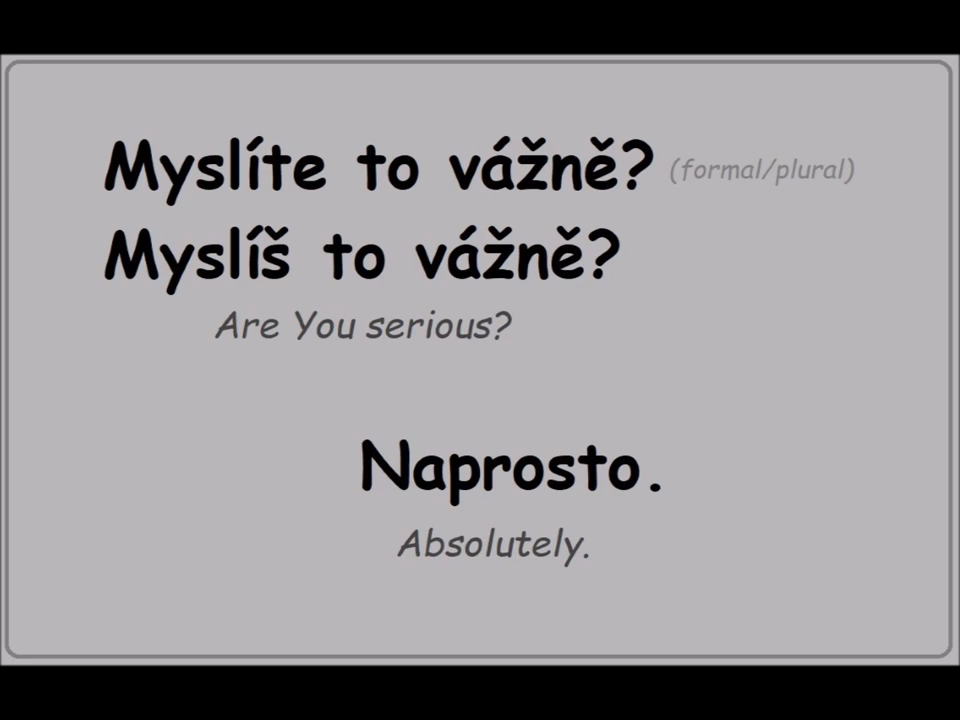 Myslíte to vážně? (formal/plural)
Myslíš to vážně?
Are You serious?
Naprosto.
Absolutely.